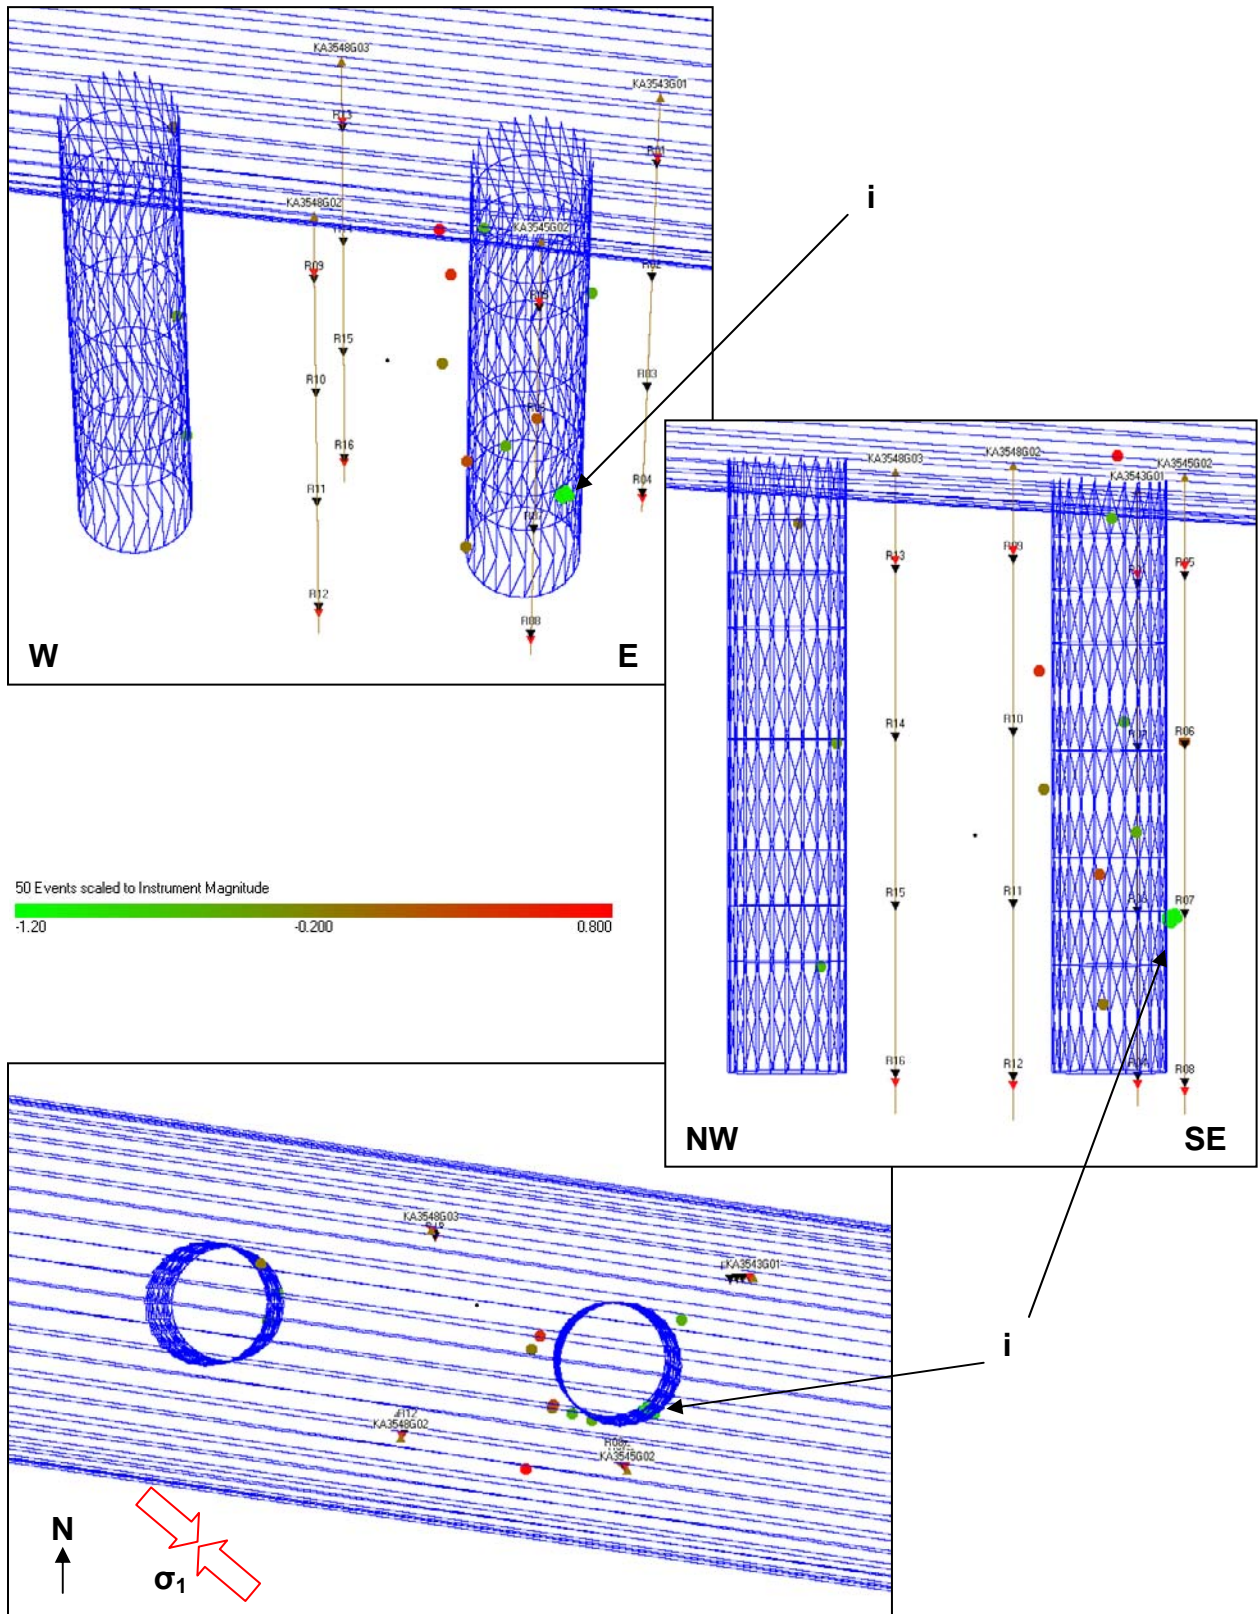 KA3548G03
KA3543G01
R13
R01
KA3548G02
KA3545G02
R09
R02
R15
R03
R10
R16
R04
R11
R12
R08
W
E
i
KA3548G03
KA3548G02
KA3545G02
KA3543G01
R13
R09
R05
R14
R10
R06
R15
R11
R07
R16
R12
R08
NW
SE
50 Events scaled to Instrument Magnitude
-1.20
-0.200
0.800
KA3548G03
KA3543G01
i
R12
KA3548G02
R08
KA3545G02
N
σ1